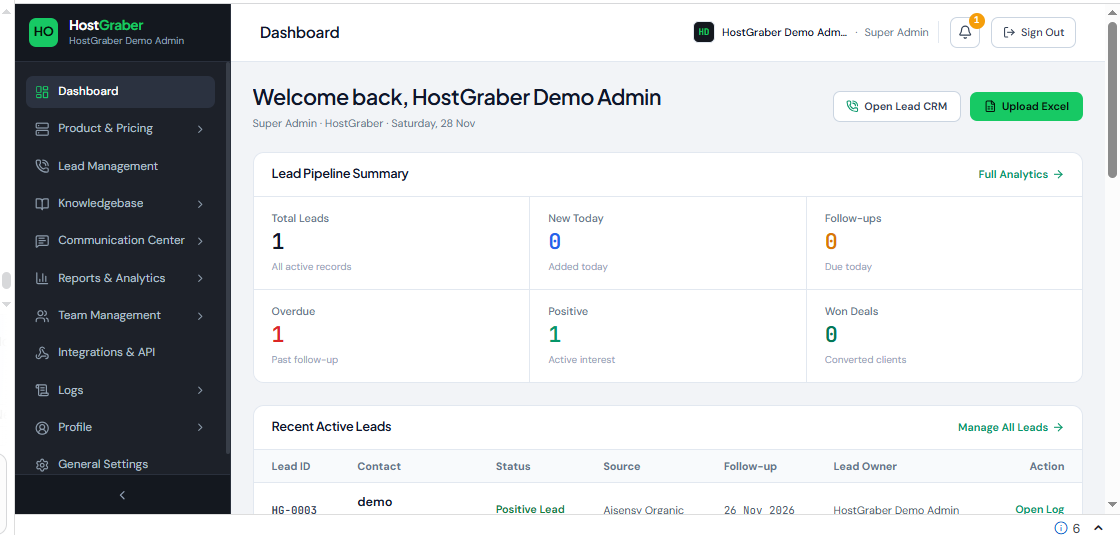 HO
HostGraber
HostGraber Demo Admin
Dashboard
Product & Pricing
Lead Management
Knowledgebase
Communication Center
Reports & Analytics
Team Management
Integrations & API
Logs
Profile
General Settings
Dashboard
HD HostGraber Demo Adm... · Super Admin
1
Sign Out
Welcome back, HostGraber Demo Admin
Super Admin · HostGraber · Saturday, 28 Nov
Open Lead CRM
Upload Excel
Lead Pipeline Summary
Full Analytics →
Total Leads
1
All active records
New Today
0
Added today
Follow-ups
0
Due today
Overdue
1
Past follow-up
Positive
1
Active interest
Won Deals
0
Converted clients
Recent Active Leads
Manage All Leads →
Lead ID Contact Status Source Follow-up Lead Owner Action
demo
HG-0003 Positive Lead Aisensy Organic 26 Nov 2026 HostGraber Demo Admin Open Log
6